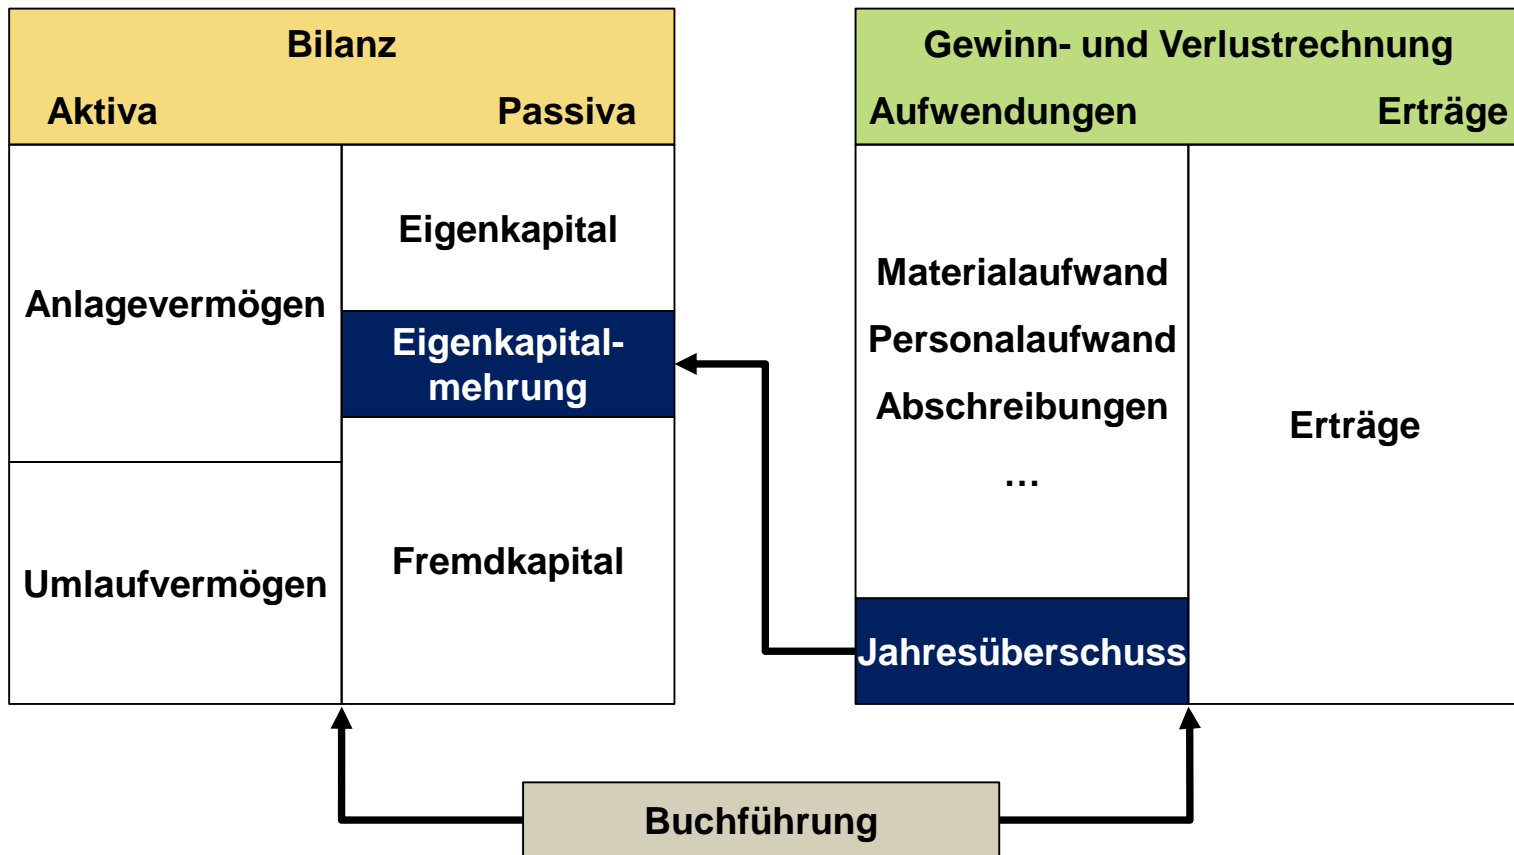 Bilanz
Aktiva Passiva
Anlagevermögen
Umlaufvermögen
Eigenkapital
Eigenkapital-
mehrung
Fremdkapital
Gewinn- und Verlustrechnung
Aufwendungen Erträge
Materialaufwand
Personalaufwand
Abschreibungen
…
Jahresüberschuss
Erträge
Buchführung